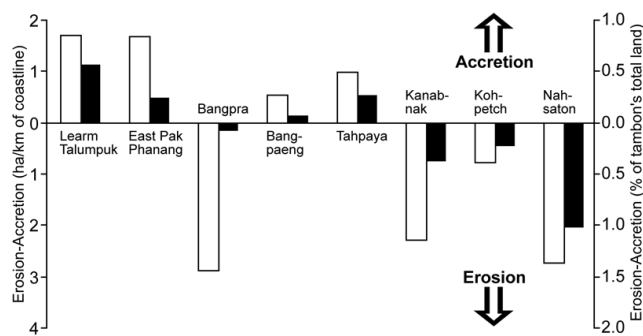 Erosion-Accretion (ha/km of coastline)
2
1
0
1
2
3
4
Learm
Talumpuk
East Pak
Phanang
Bangpra
Bang-
paeng
Tahpaya
Kanab-
nak
Koh-
petch
Nah-
saton
Accretion
Erosion
-1.0
-0.5
-0.0
-0.5
-1.0
-1.5
-2.0
Erosion-Accretion (% of tambon's total land)